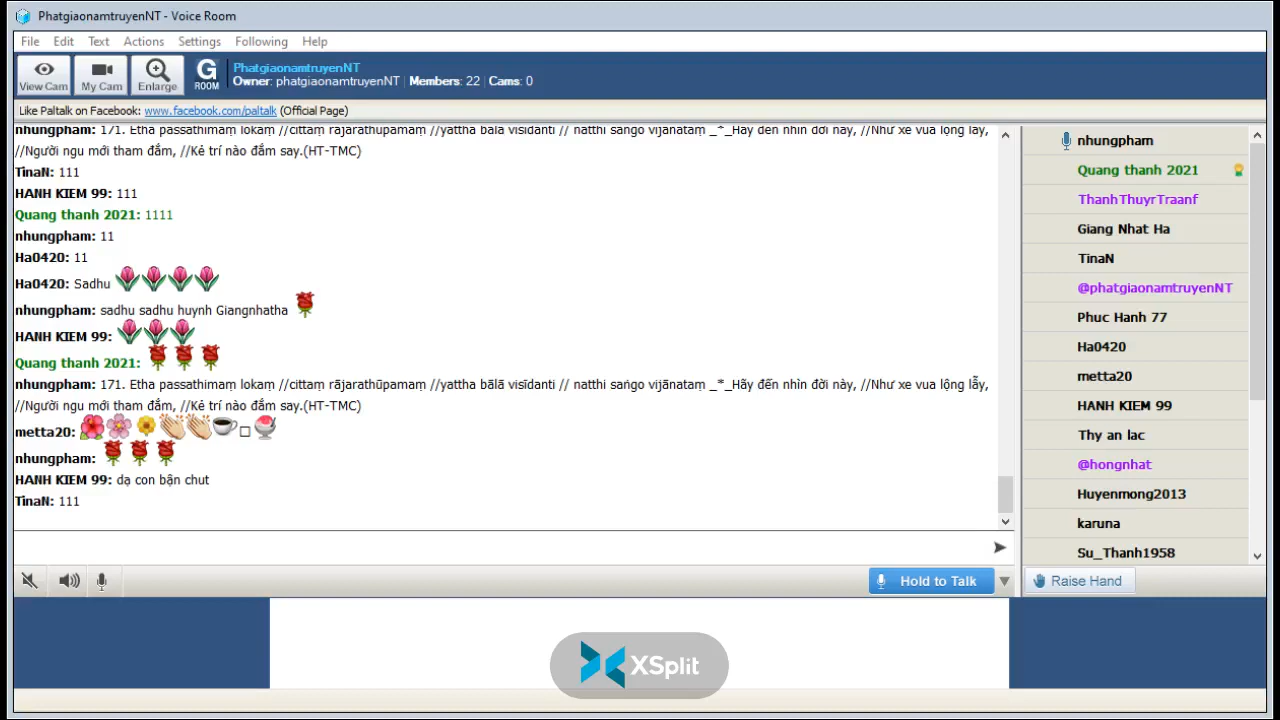 PhatgiaonamtruyenNT - Voice Room
File Edit Text Actions Settings Following Help
View Cam
My Cam
Enlarge
G
ROOM
PhatgiaonamtruyenNT
Owner: phatgiaonamtruyenNT | Members: 22 | Cams: 0
Like Paltalk on Facebook: www.facebook.com/paltalk (Official Page)
nhungpham: 171. Etha passathimaṃ lokaṃ //cittaṃ rājarathūpamaṃ //yattha bālā visīdanti // natthi saṅgo vijānataṃ _*_Hãy đến nhìn đời này, //Như xe vua lộng lẫy,
//Người ngu mới tham đắm, //Kẻ trí nào đắm say.(HT-TMC)
TinaN: 111
HANH KIEM 99: 111
Quang thanh 2021: 1111
nhungpham: 11
Ha0420: 11
Ha0420: Sadhu
nhungpham: sadhu sadhu huynh Giangnhatha
HANH KIEM 99:
Quang thanh 2021:
nhungpham: 171. Etha passathimaṃ lokaṃ //cittaṃ rājarathūpamaṃ //yattha bālā visīdanti // natthi saṅgo vijānataṃ _*_Hãy đến nhìn đời này, //Như xe vua lộng lẫy,
//Người ngu mới tham đắm, //Kẻ trí nào đắm say.(HT-TMC)
metta20:
nhungpham:
HANH KIEM 99: dạ con bận chut
TinaN: 111
nhungpham
Quang thanh 2021
ThanhThuyrTraanf
Giang Nhat Ha
TinaN
@phatgiaonamtruyenNT
Phuc Hanh 77
Ha0420
metta20
HANH KIEM 99
Thy an lac
@hongnhat
Huyenmong2013
karuna
Su_Thanh1958
Hold to Talk
Raise Hand
XSplit